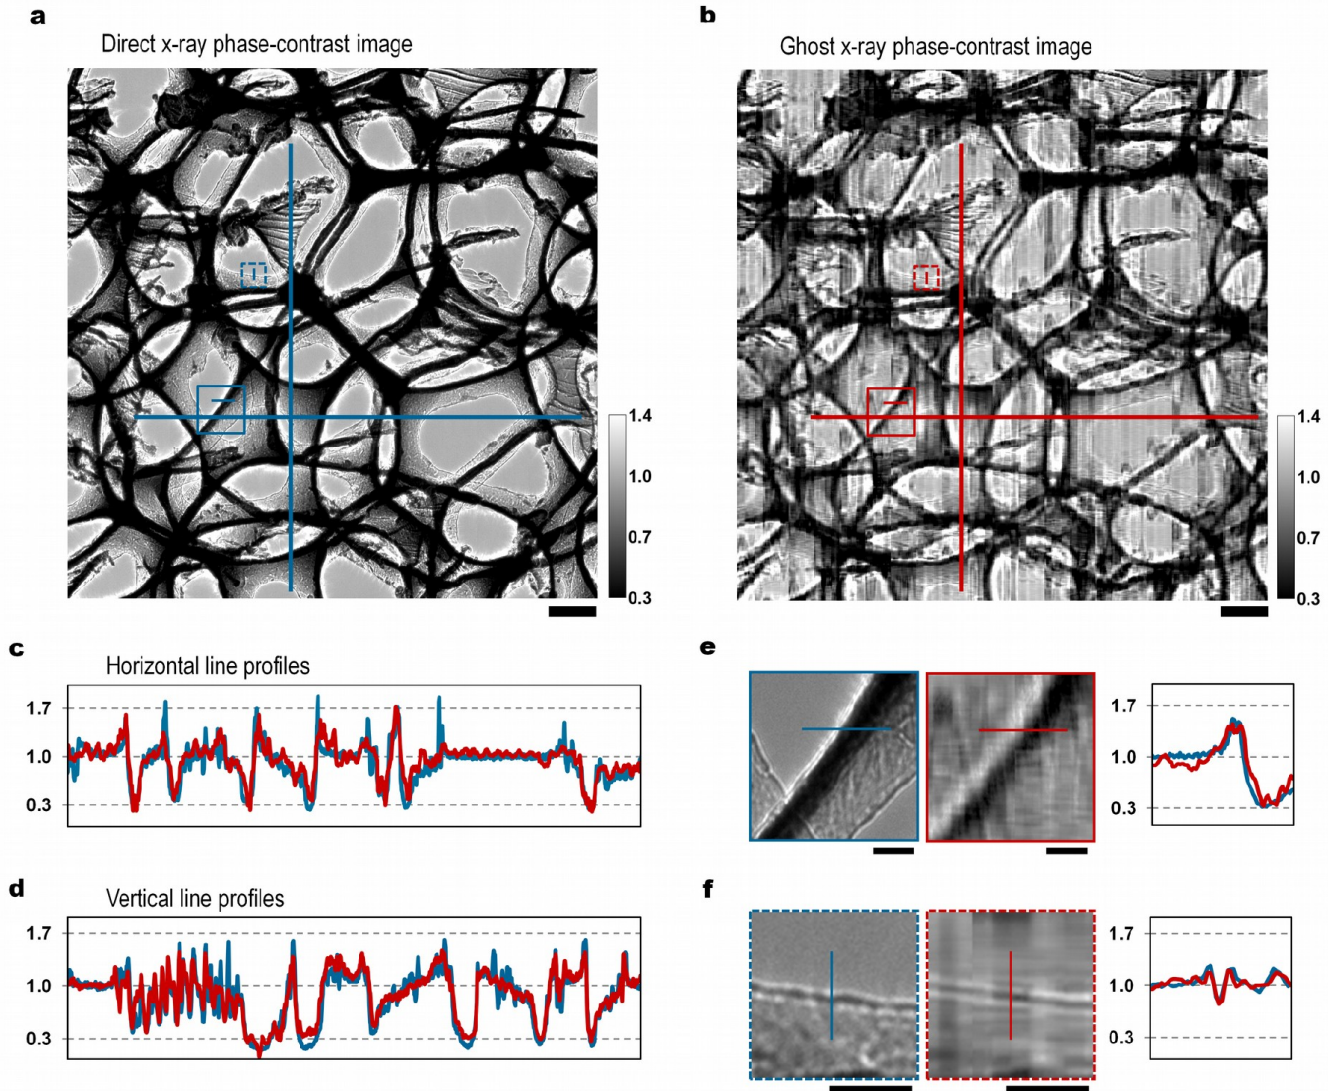 a
Direct x-ray phase-contrast image
1.4
1.0
0.7
0.3
b
Ghost x-ray phase-contrast image
1.4
1.0
0.7
0.3
c
Horizontal line profiles
1.7
1.0
0.3
d
Vertical line profiles
1.7
1.0
0.3
e
1.7
1.0
0.3
f
1.7
1.0
0.3